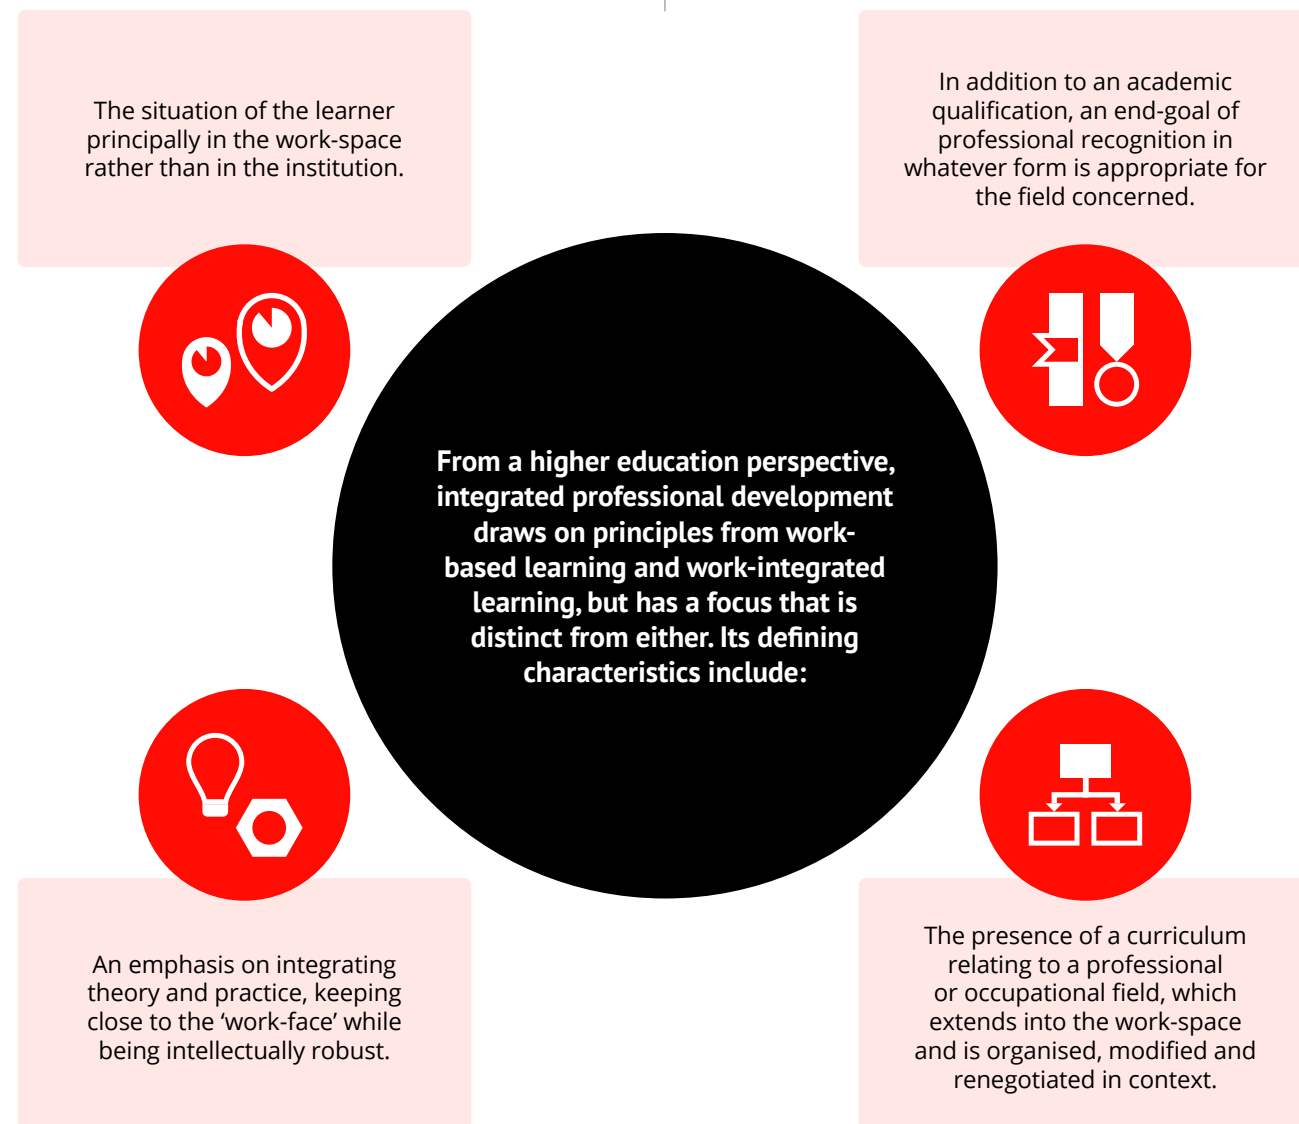 The situation of the learner
principally in the work-space
rather than in the institution.
In addition to an academic
qualification, an end-goal of
professional recognition in
whatever form is appropriate for
the field concerned.
From a higher education perspective,
integrated professional development
draws on principles from work-
based learning and work-integrated
learning, but has a focus that is
distinct from either. Its defining
characteristics include:
An emphasis on integrating
theory and practice, keeping
close to the ‘work-face’ while
being intellectually robust.
The presence of a curriculum
relating to a professional
or occupational field, which
extends into the work-space
and is organised, modified and
renegotiated in context.